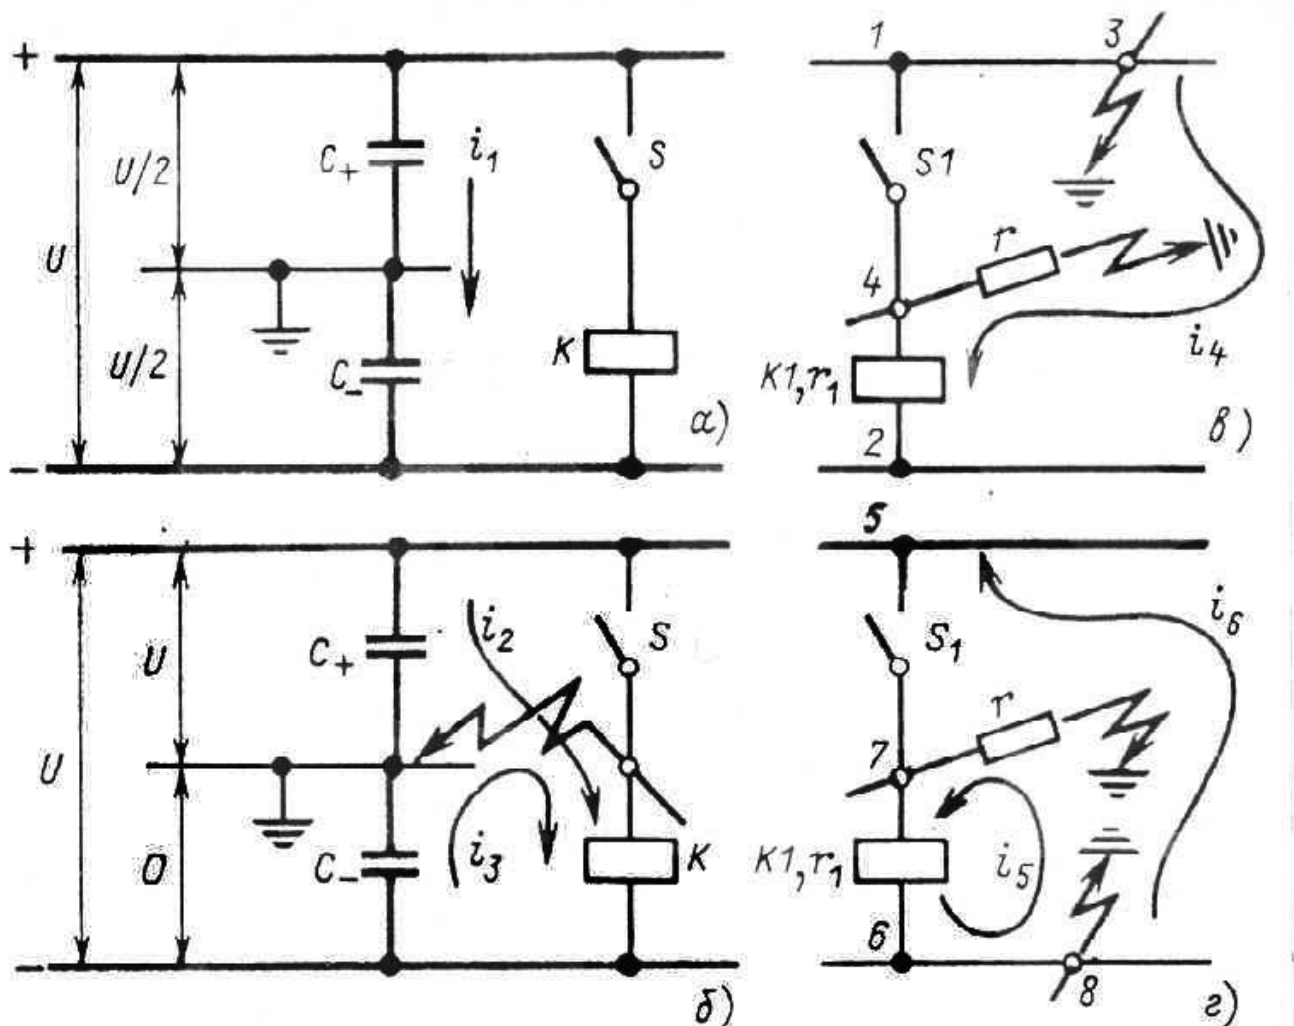 +
U
U/2
U/2
C+
C−
i1
S
K
−
а)
1
3
S1
4
r
i4
K1, r1
2
в)
+
U
U
0
C+
C−
i2
i3
S
K
−
б)
5
S1
i6
7
r
K1, r1
i5
6
8
г)